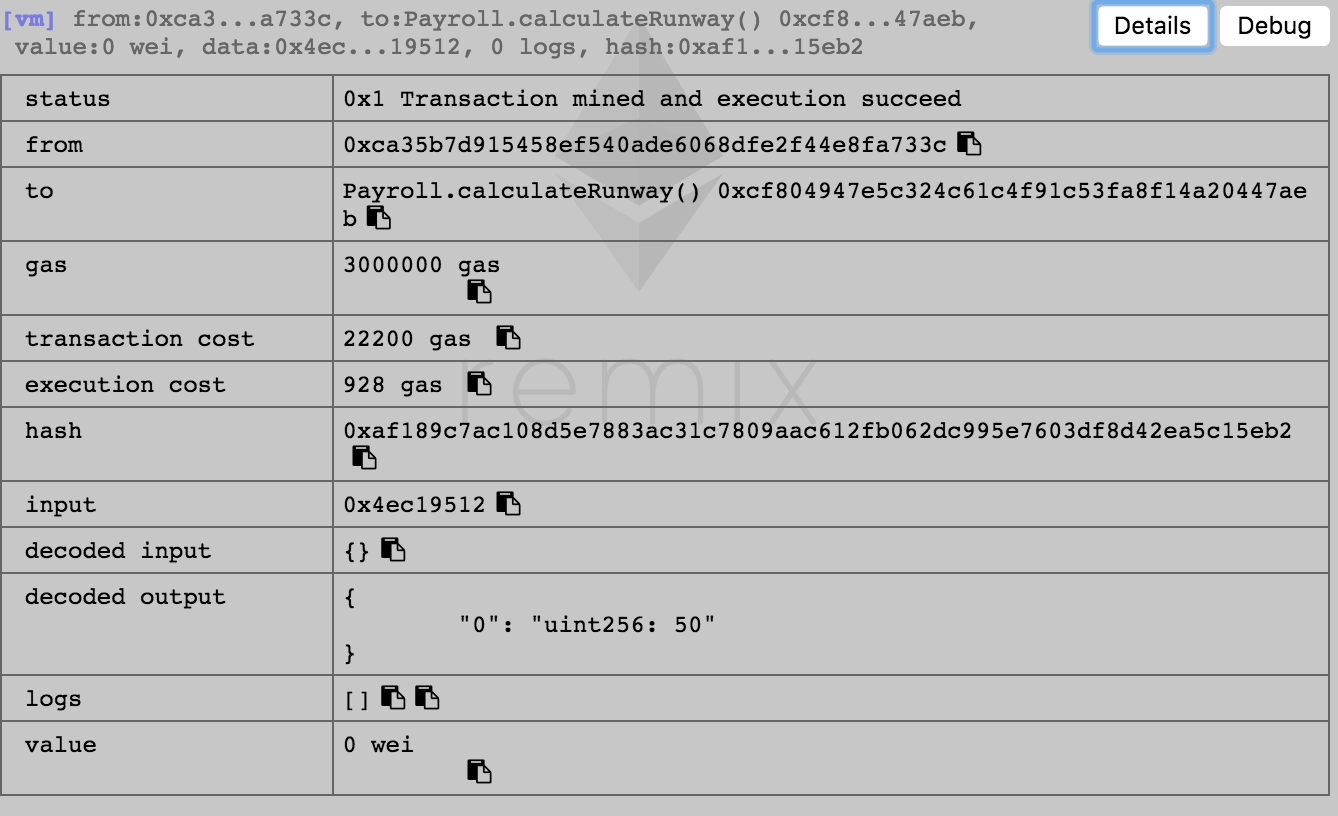 [vm] from:0xca3...a733c, to:Payroll.calculateRunway() 0xcf8...47aeb,
value:0 wei, data:0x4ec...19512, 0 logs, hash:0xaf1...15eb2
Details Debug
status 0x1 Transaction mined and execution succeed
from 0xca35b7d915458ef540ade6068dfe2f44e8fa733c
to Payroll.calculateRunway() 0xcf804947e5c324c61c4f91c53fa8f14a20447ae
b
gas 3000000 gas
transaction cost 22200 gas
execution cost 928 gas
remix
hash 0xaf189c7ac108d5e7883ac31c7809aac612fb062dc995e7603df8d42ea5c15eb2
input 0x4ec19512
decoded input {}
decoded output {
"0": "uint256: 50"
}
logs []
value 0 wei